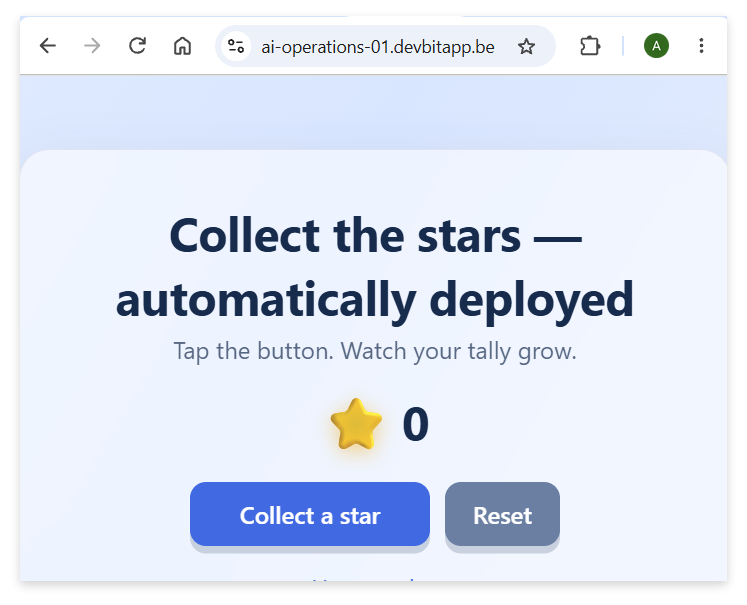 ai-operations-01.devbitapp.be
A
Collect the stars —
automatically deployed
Tap the button. Watch your tally grow.
0
Collect a star
Reset